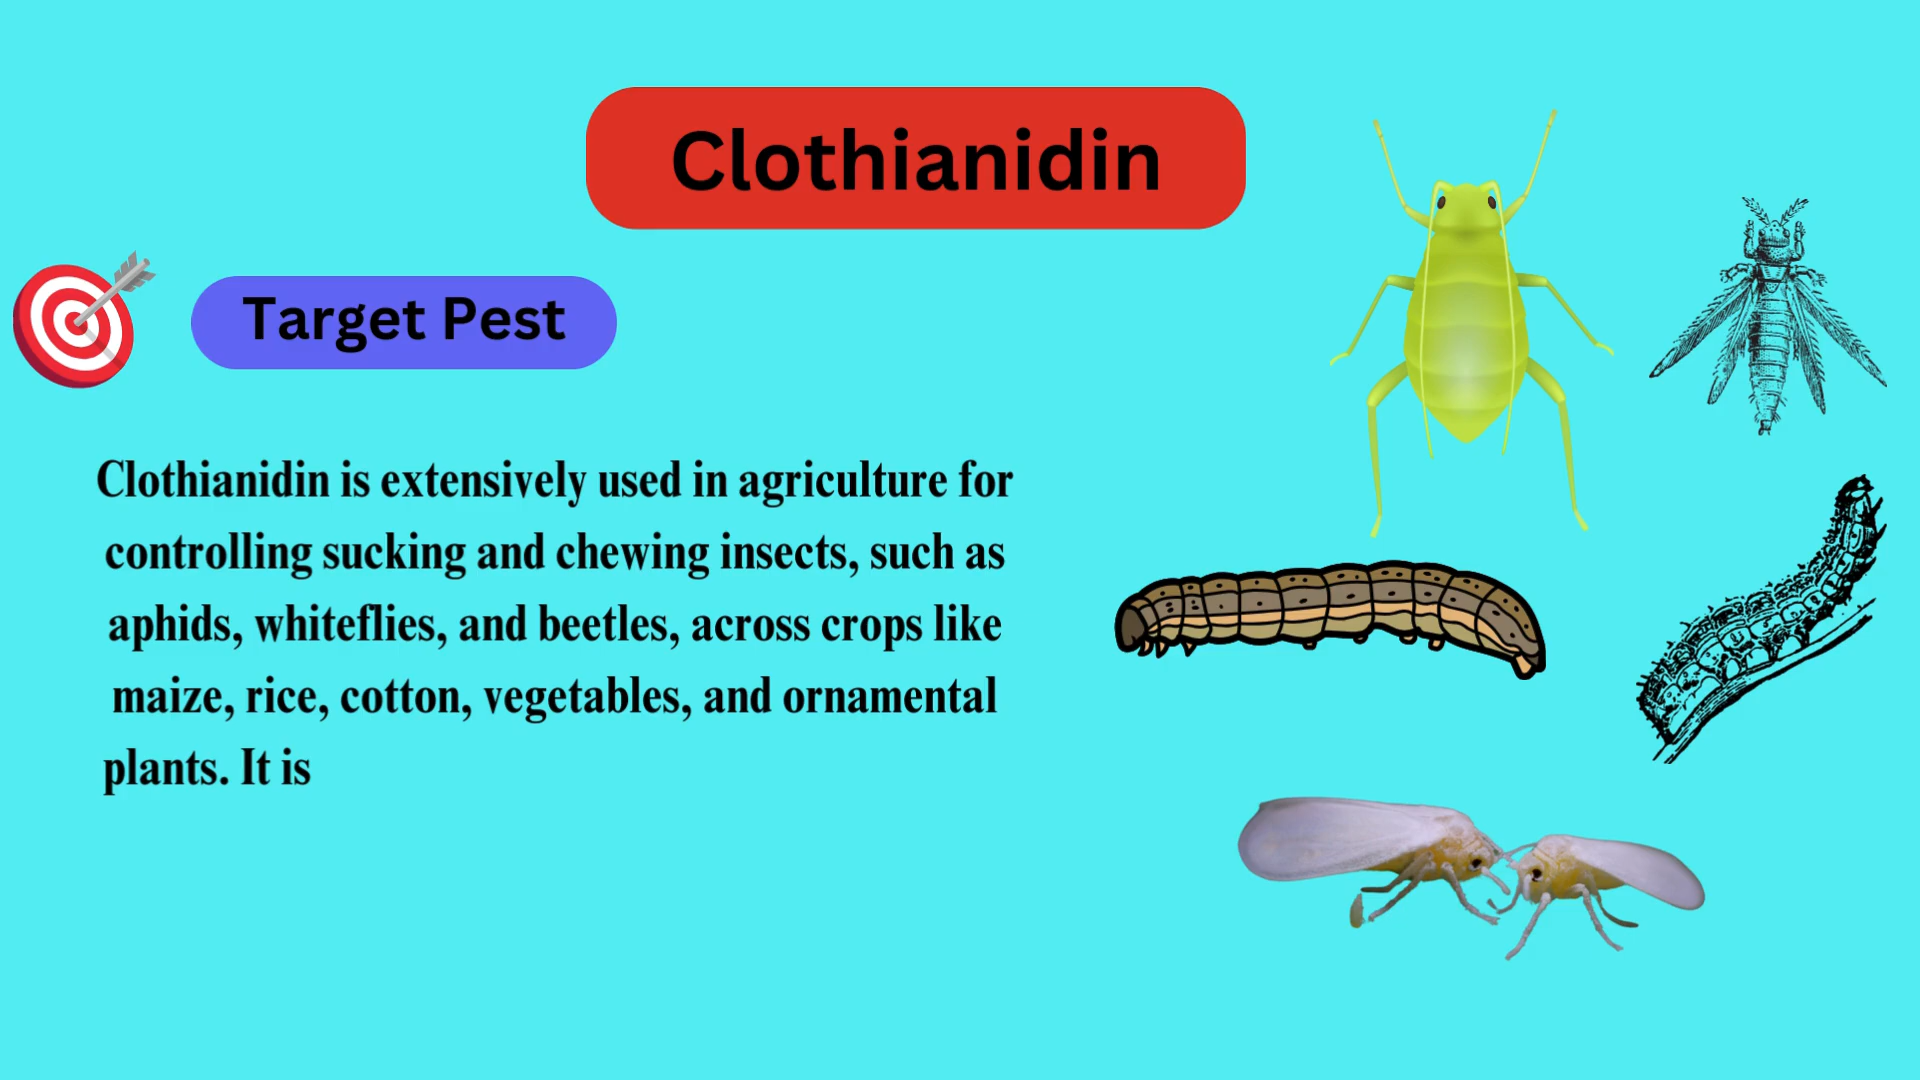 Clothianidin
Target Pest
Clothianidin is extensively used in agriculture for
controlling sucking and chewing insects, such as
aphids, whiteflies, and beetles, across crops like
maize, rice, cotton, vegetables, and ornamental
plants. It is